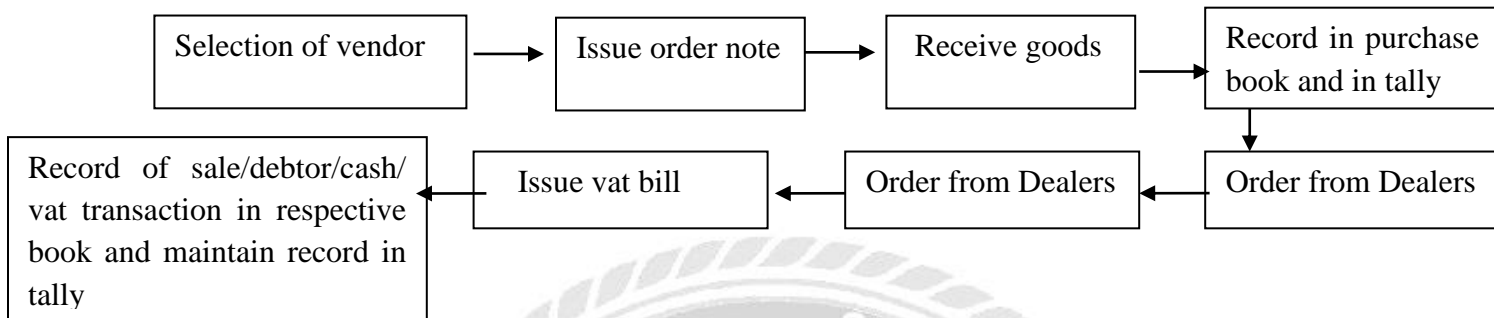 Selection of vendor
Issue order note
Receive goods
Record in purchase
book and in tally
Order from Dealers
Order from Dealers
Issue vat bill
Record of sale/debtor/cash/
vat transaction in respective
book and maintain record in
tally